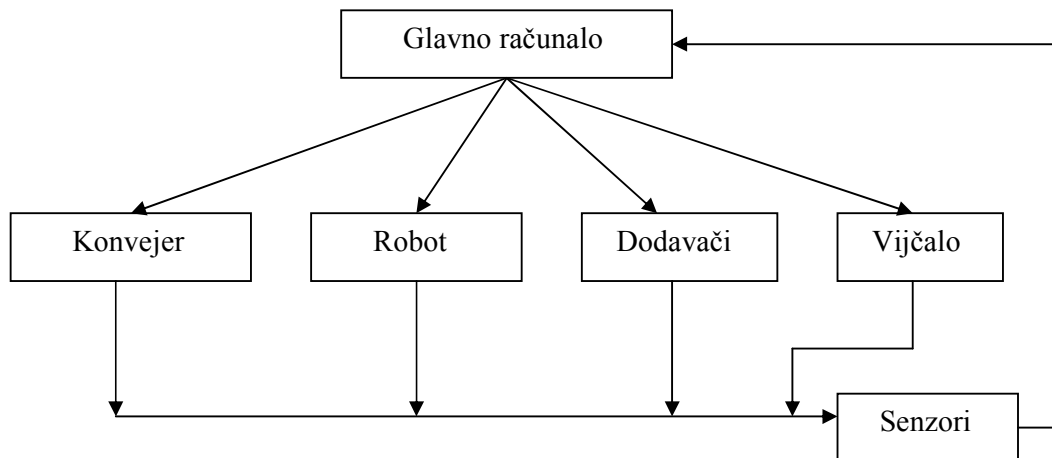 Glavno računalo
Konvejer
Robot
Dodavači
Vijčalo
Senzori